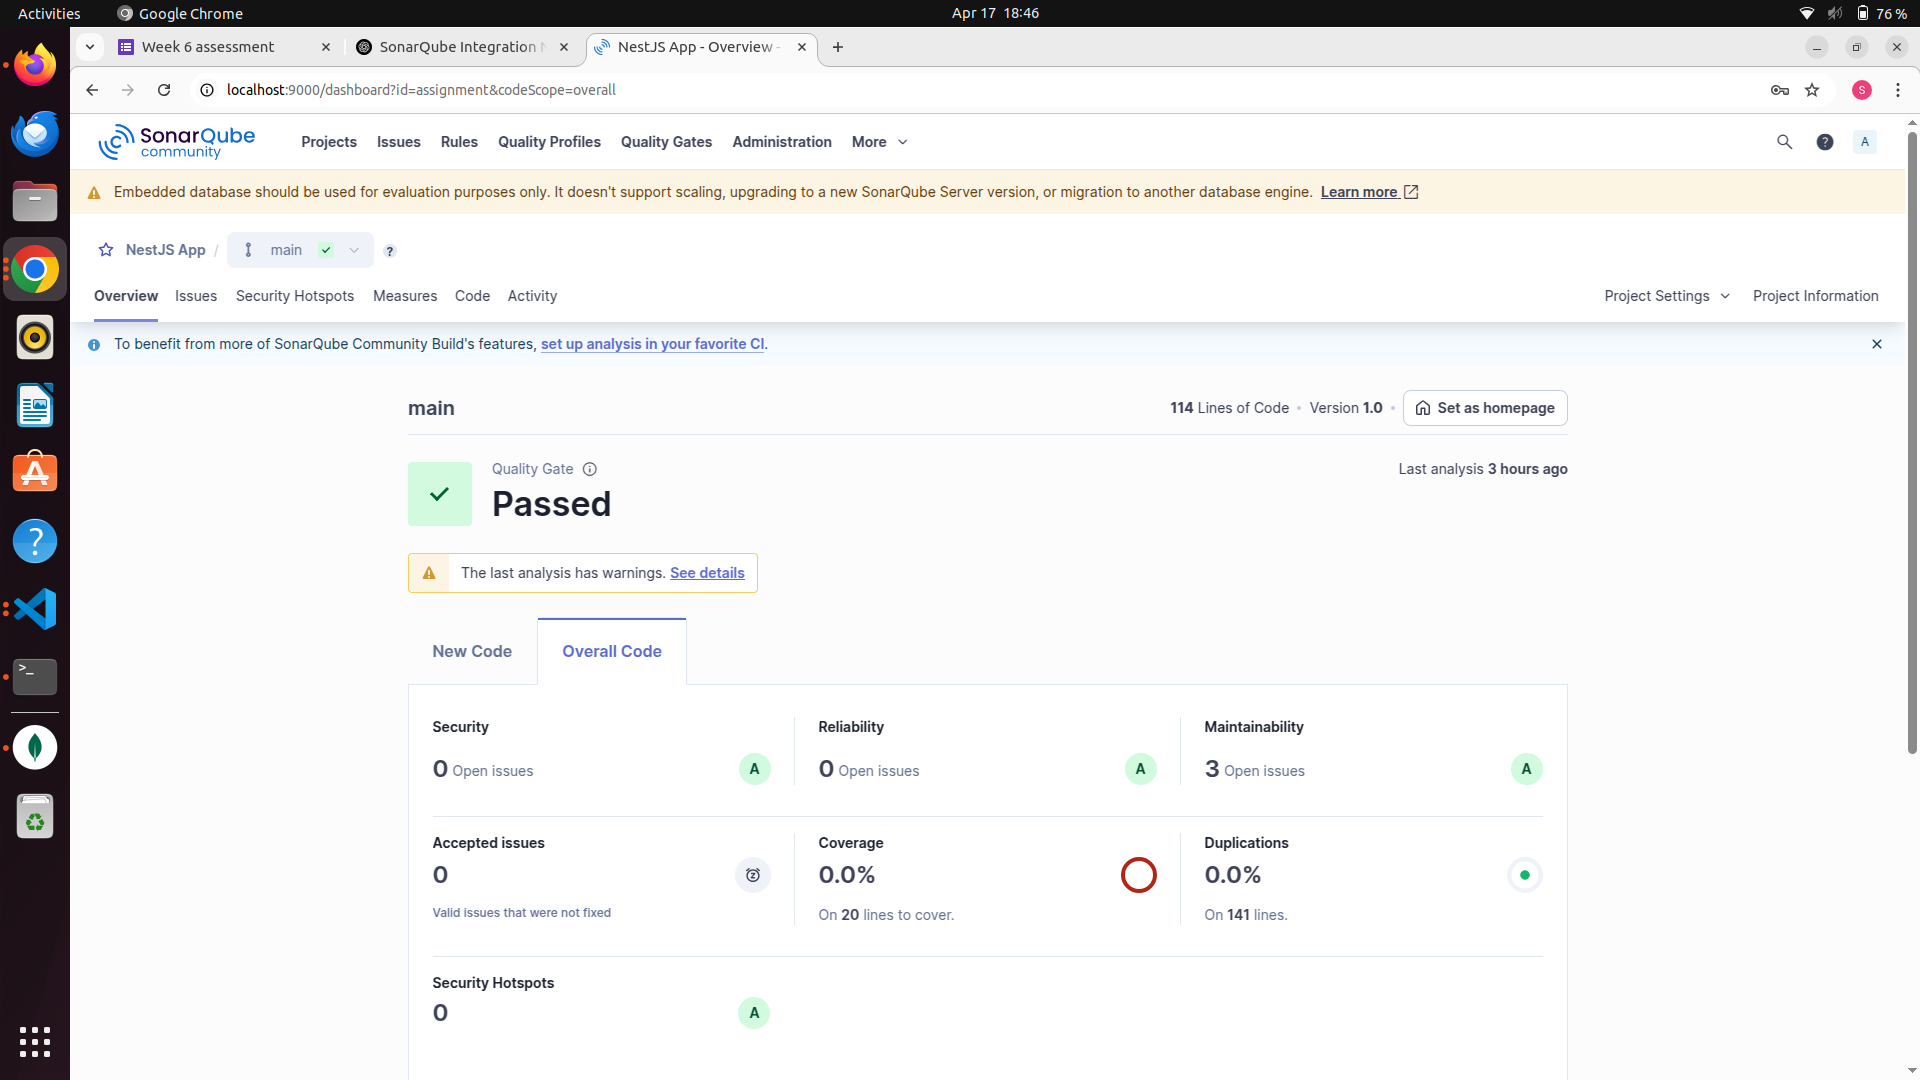 Activities
Google Chrome
Apr 17 18:46
76 %
Week 6 assessment
SonarQube Integration
NestJS App - Overview -
localhost:9000/dashboard?id=assignment&codeScope=overall
S
SonarQube
community
Projects
Issues
Rules
Quality Profiles
Quality Gates
Administration
More
?
A
Embedded database should be used for evaluation purposes only. It doesn't support scaling, upgrading to a new SonarQube Server version, or migration to another database engine. Learn more
NestJS App / main
?
Overview
Issues
Security Hotspots
Measures
Code
Activity
Project Settings
Project Information
To benefit from more of SonarQube Community Build's features, set up analysis in your favorite CI.
main
114 Lines of Code • Version 1.0 •
Set as homepage
Quality Gate
Passed
Last analysis 3 hours ago
The last analysis has warnings. See details
New Code
Overall Code
Security
0 Open issues
A
Reliability
0 Open issues
A
Maintainability
3 Open issues
A
Accepted issues
0
Valid issues that were not fixed
Coverage
0.0%
On 20 lines to cover.
Duplications
0.0%
On 141 lines.
Security Hotspots
0
A